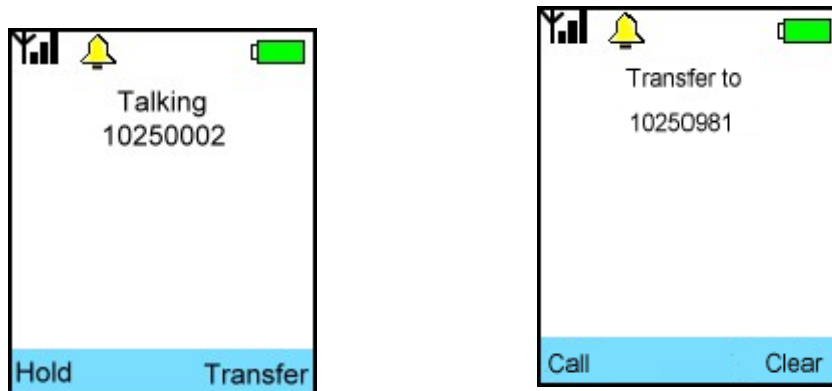 Talking
10250002
Hold Transfer
Transfer to
10250981
Call Clear